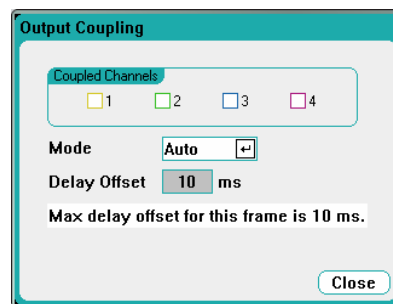 Output Coupling
Coupled Channels
1 2 3 4
Mode Auto
Delay Offset 10 ms
Max delay offset for this frame is 10 ms.
Close